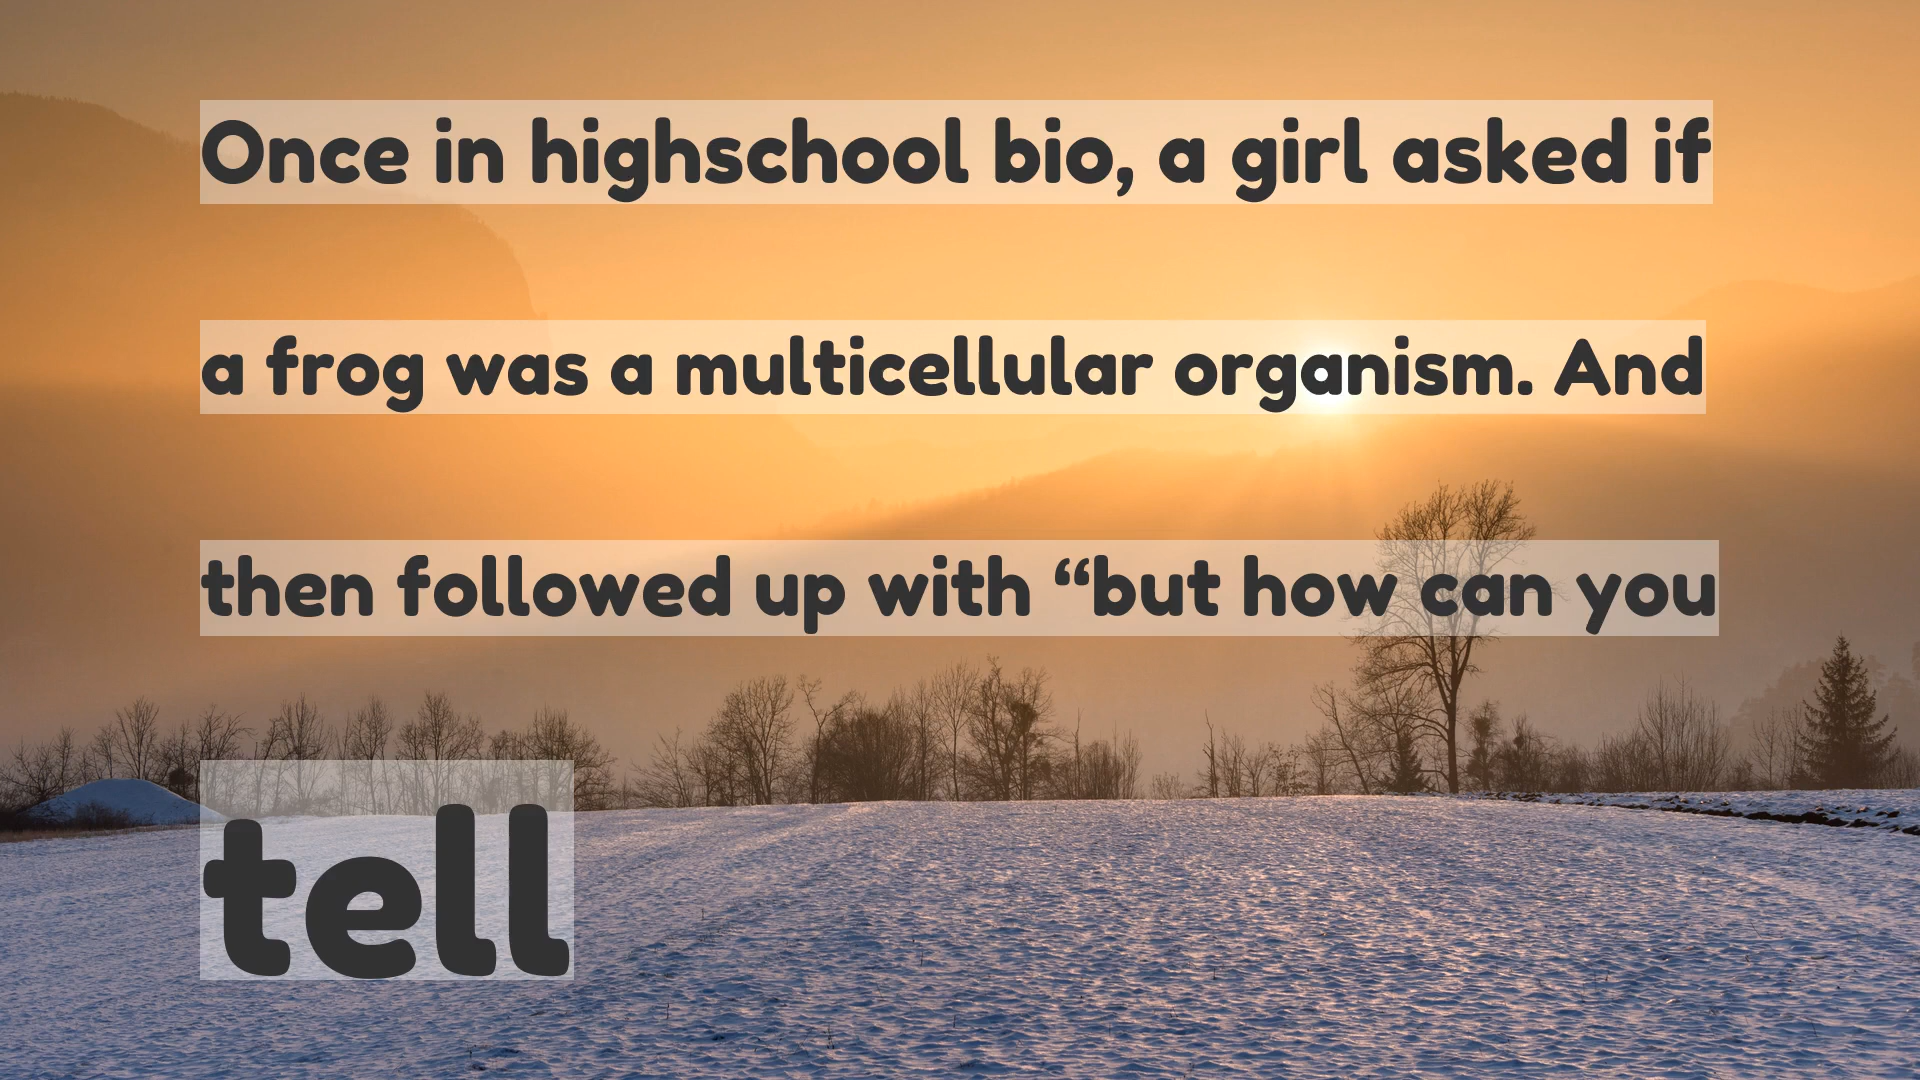 Once in highschool bio, a girl asked if
a frog was a multicellular organism. And
then followed up with “but how can you
tell